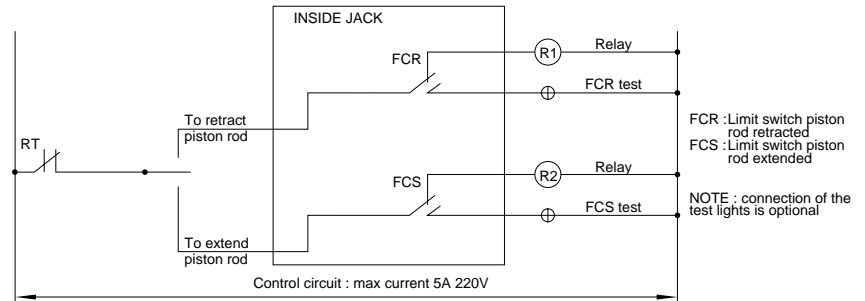 INSIDE JACK
R1
Relay
FCR
FCR test
To retract
piston rod
RT
FCR :Limit switch piston
rod retracted
FCS :Limit switch piston
rod extended
R2
Relay
FCS
FCS test
NOTE : connection of the
test lights is optional
To extend
piston rod
Control circuit : max current 5A 220V